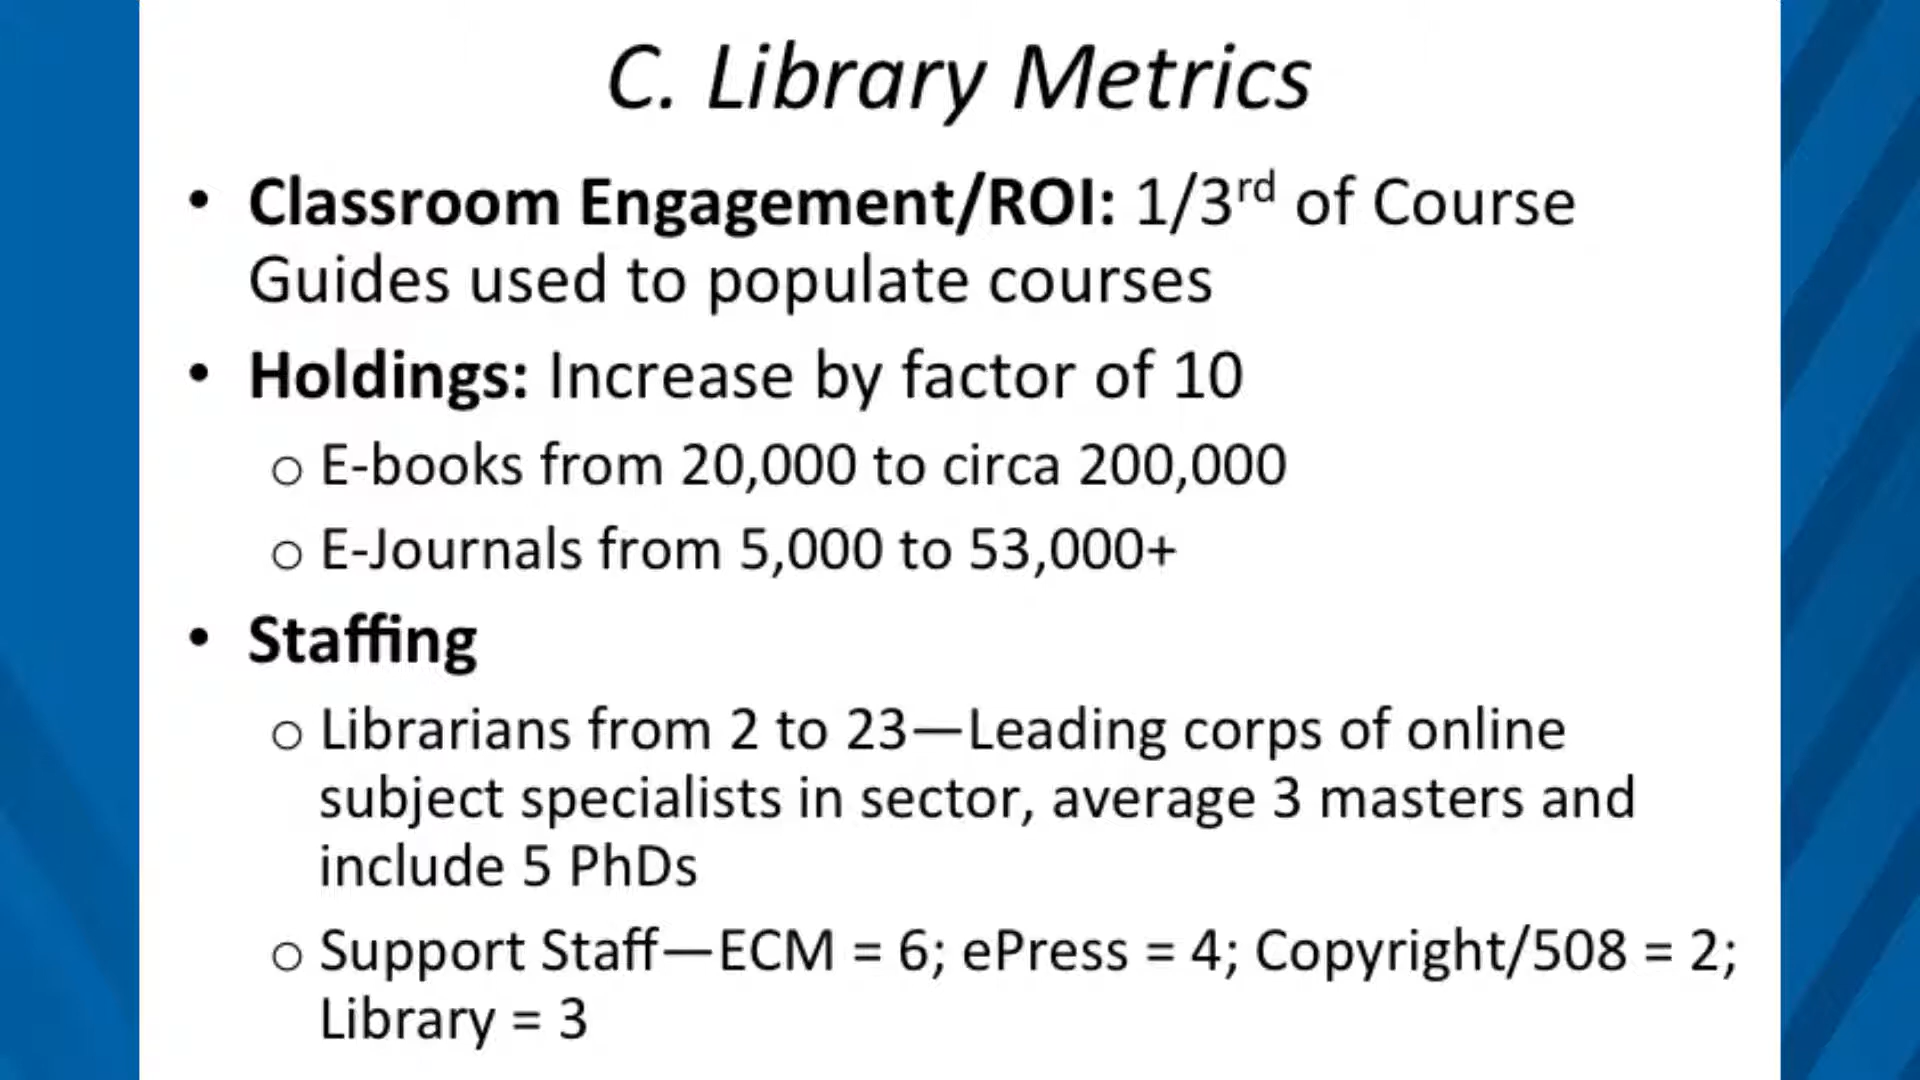 C. Library Metrics
• Classroom Engagement/ROI: 1/3rd of Course
Guides used to populate courses
• Holdings: Increase by factor of 10
o E-books from 20,000 to circa 200,000
o E-Journals from 5,000 to 53,000+
• Staffing
o Librarians from 2 to 23—Leading corps of online
subject specialists in sector, average 3 masters and
include 5 PhDs
o Support Staff—ECM = 6; ePress = 4; Copyright/508 = 2;
Library = 3